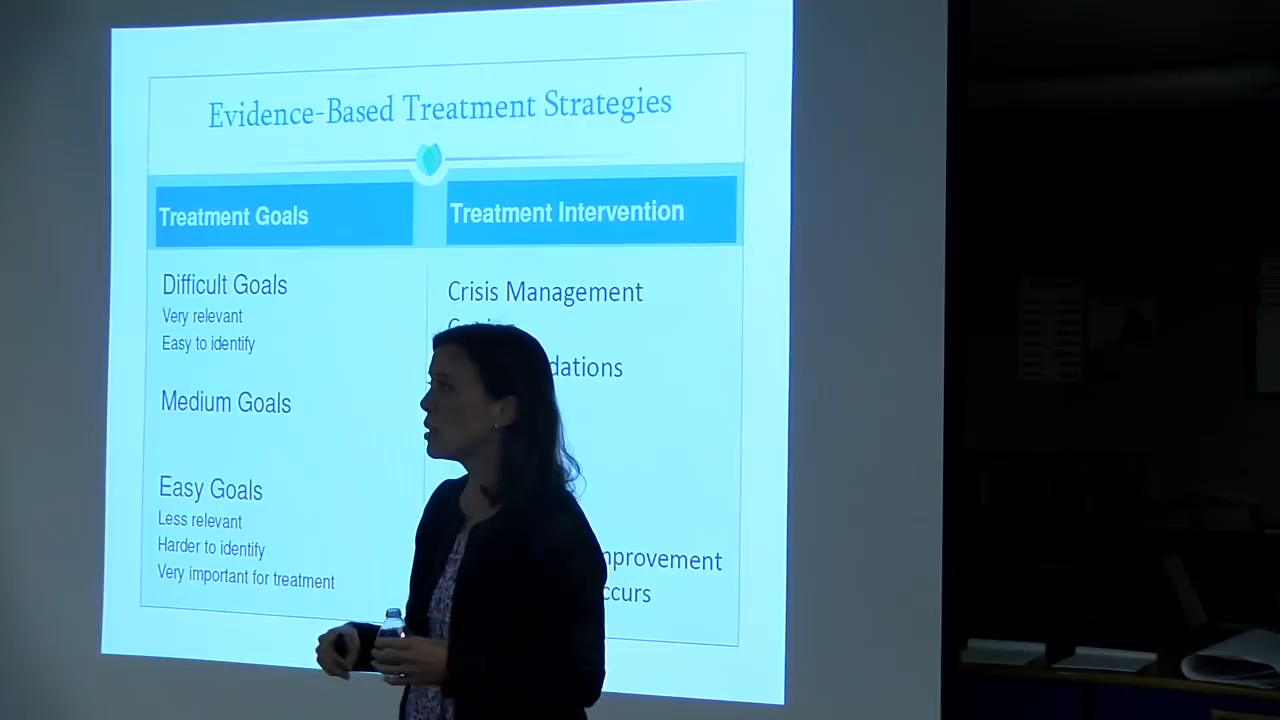 Evidence-Based Treatment Strategies
Treatment Goals
Treatment Intervention
Difficult Goals
Very relevant
Easy to identify
Medium Goals
Easy Goals
Less relevant
Harder to identify
Very important for treatment
Crisis Management
dations
mprovement
ccurs